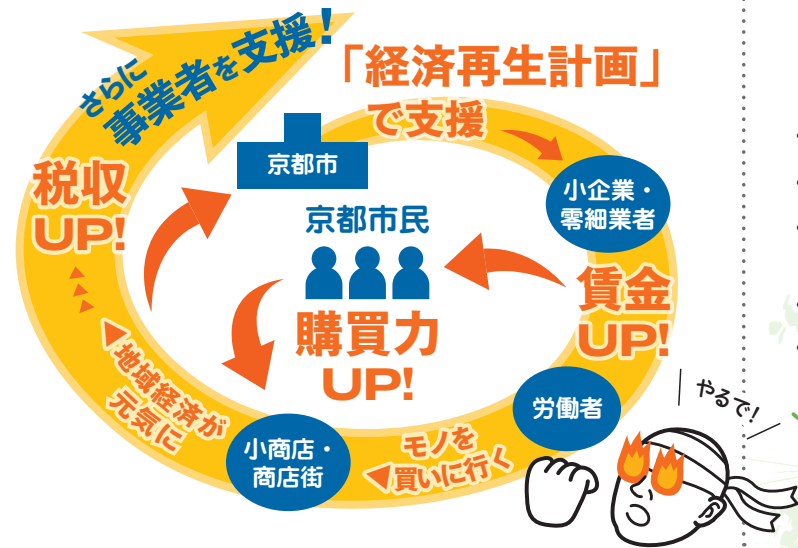 さらに
事業者を支援!
「経済再生計画」
で支援
京都市
小企業・
零細業者
税収
UP!
京都市民
賃金
UP!
購買力
UP!
労働者
やるで!
モノを
◀買いに行く
小商店・
商店街
◀地域経済が
元気に